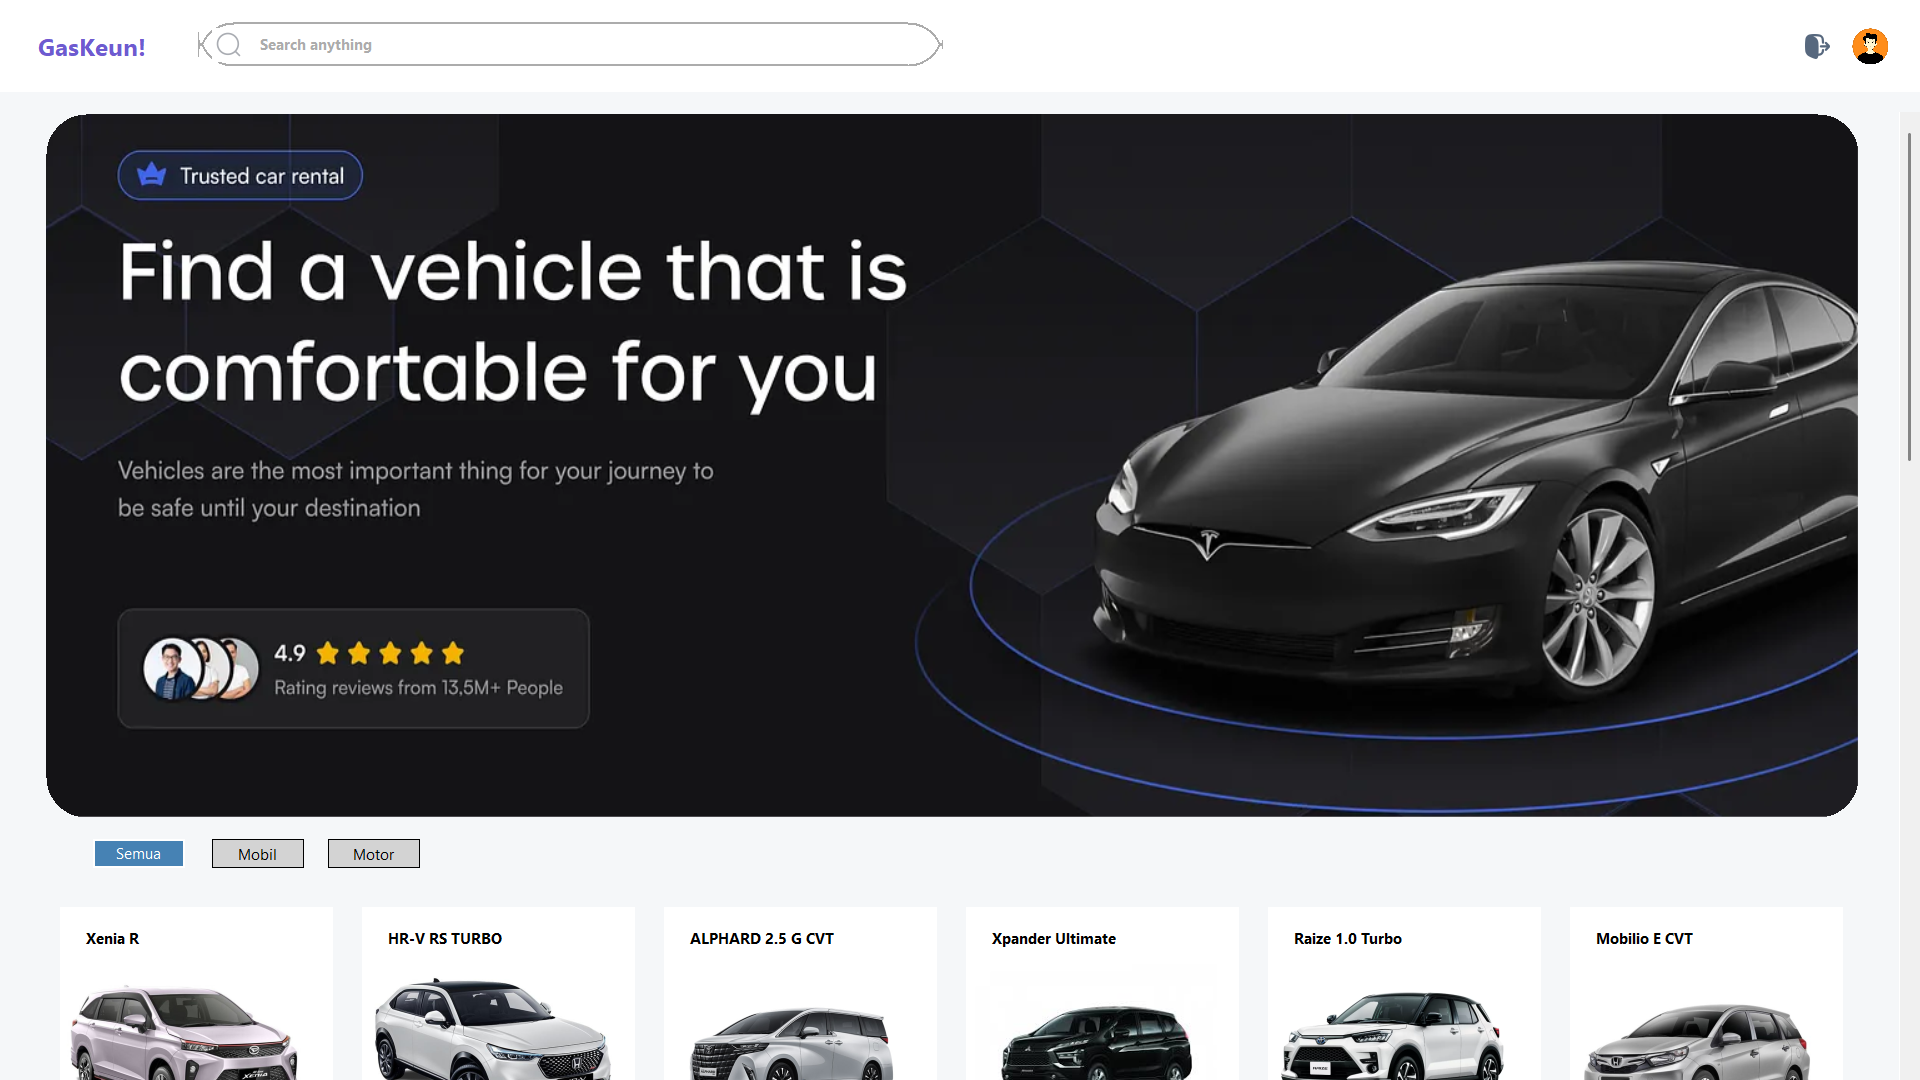 GasKeun!
Search anything
Trusted car rental
Find a vehicle that is
comfortable for you
Vehicles are the most important thing for your journey to
be safe until your destination
4.9
Rating reviews from 13.5M+ People
Semua
Mobil
Motor
Xenia R
HR-V RS TURBO
ALPHARD 2.5 G CVT
Xpander Ultimate
Raize 1.0 Turbo
Mobilio E CVT
XENIA